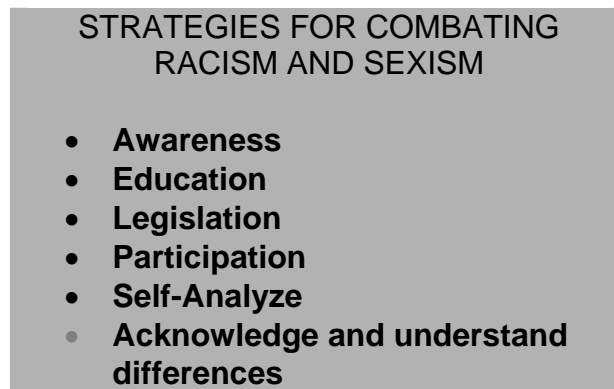 STRATEGIES FOR COMBATING
RACISM AND SEXISM
• Awareness
• Education
• Legislation
• Participation
• Self-Analyze
• Acknowledge and understand
differences